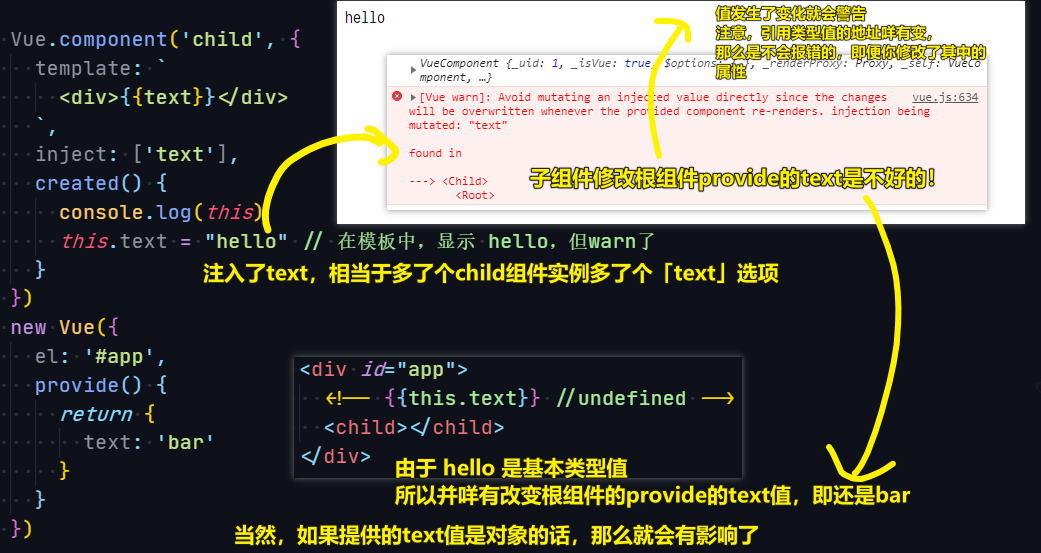 Vue.component('child', {
template: `
<div>{{text}}</div>
`,
inject: ['text'],
created() {
console.log(this)
this.text = "hello" // 在模板中，显示 hello，但warn了
}
})
new Vue({
el: '#app',
provide() {
return {
text: 'bar'
}
}
})
hello
值发生了变化就会警告
注意，引用类型值的地址咩有变，
那么是不会报错的，即便你修改了其中的
属性
VueComponent {_uid: 1, _isVue: true, $options: {…}, _renderProxy: Proxy, _self: VueCo
mponent, …}
[Vue warn]: Avoid mutating an injected value directly since the changes vue.js:634
will be overwritten whenever the provided component re-renders. injection being
mutated: "text"
found in
---> <Child>
<Root>
子组件修改根组件provide的text是不好的！
注入了text，相当于多了个child组件实例多了个「text」选项
<div id="app">
<!-- {{this.text}} //undefined -->
<child></child>
</div>
由于 hello 是基本类型值
所以并咩有改变根组件的provide的text值，即还是bar
当然，如果提供的text值是对象的话，那么就会有影响了